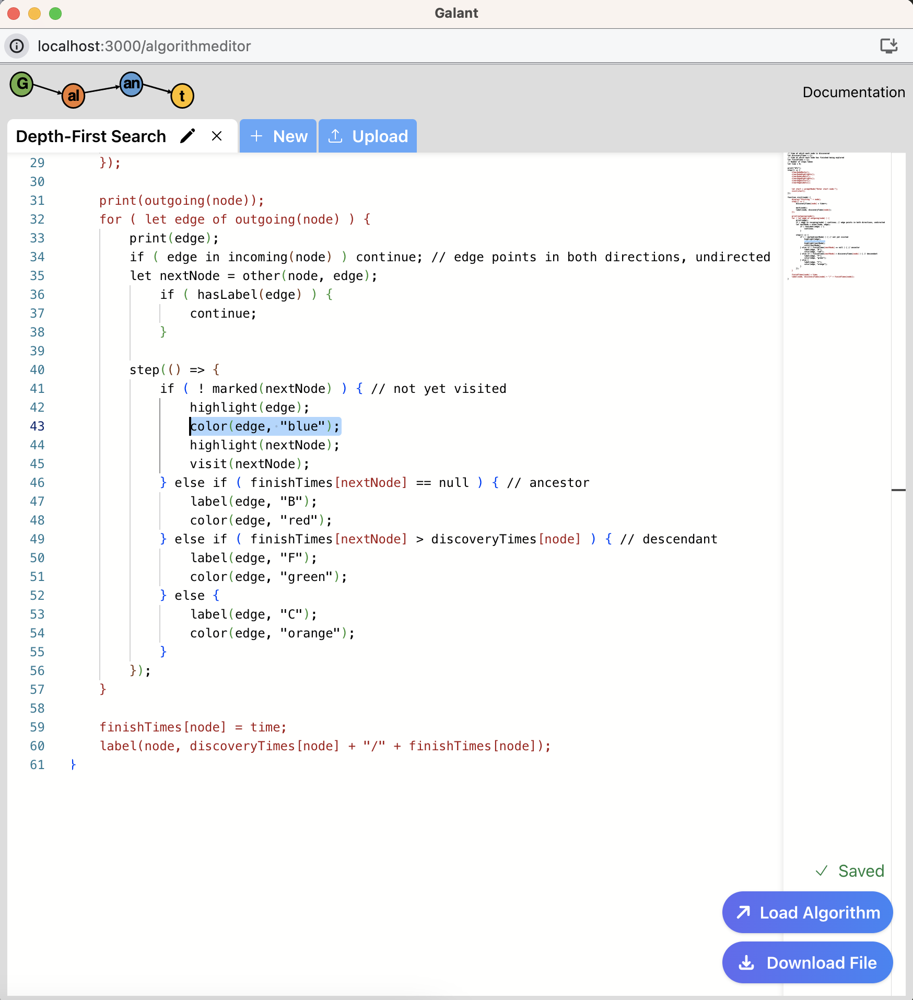 Galant
localhost:3000/algorithmeditor
G al an t
Documentation
Depth-First Search
New
Upload
29 });
30
31 print(outgoing(node));
32 for ( let edge of outgoing(node) ) {
33 print(edge);
34 if ( edge in incoming(node) ) continue; // edge points in both directions, undirected
35 let nextNode = other(node, edge);
36 if ( hasLabel(edge) ) {
37 continue;
38 }
39
40 step(() => {
41 if ( ! marked(nextNode) ) { // not yet visited
42 highlight(edge);
43 color(edge, "blue");
44 highlight(nextNode);
45 visit(nextNode);
46 } else if ( finishTimes[nextNode] == null ) { // ancestor
47 label(edge, "B");
48 color(edge, "red");
49 } else if ( finishTimes[nextNode] > discoveryTimes[node] ) { // descendant
50 label(edge, "F");
51 color(edge, "green");
52 } else {
53 label(edge, "C");
54 color(edge, "orange");
55 }
56 });
57 }
58
59 finishTimes[node] = time;
60 label(node, discoveryTimes[node] + "/" + finishTimes[node]);
61 }
Saved
Load Algorithm
Download File